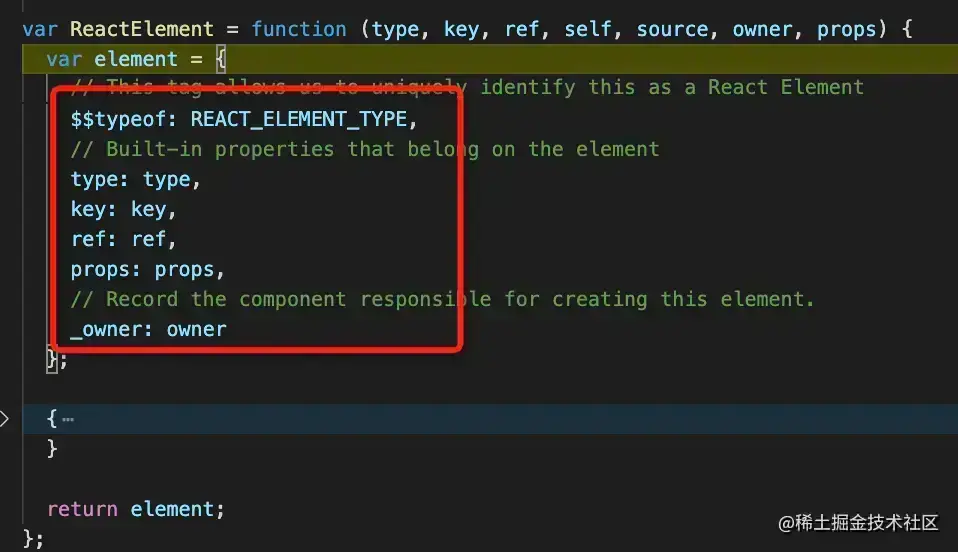 var ReactElement = function (type, key, ref, self, source, owner, props) {
var element = {
// This tag allows us to uniquely identify this as a React Element
$$typeof: REACT_ELEMENT_TYPE,
// Built-in properties that belong on the element
type: type,
key: key,
ref: ref,
props: props,
// Record the component responsible for creating this element.
_owner: owner
};
{…
}
return element;
};
@稀土掘金技术社区